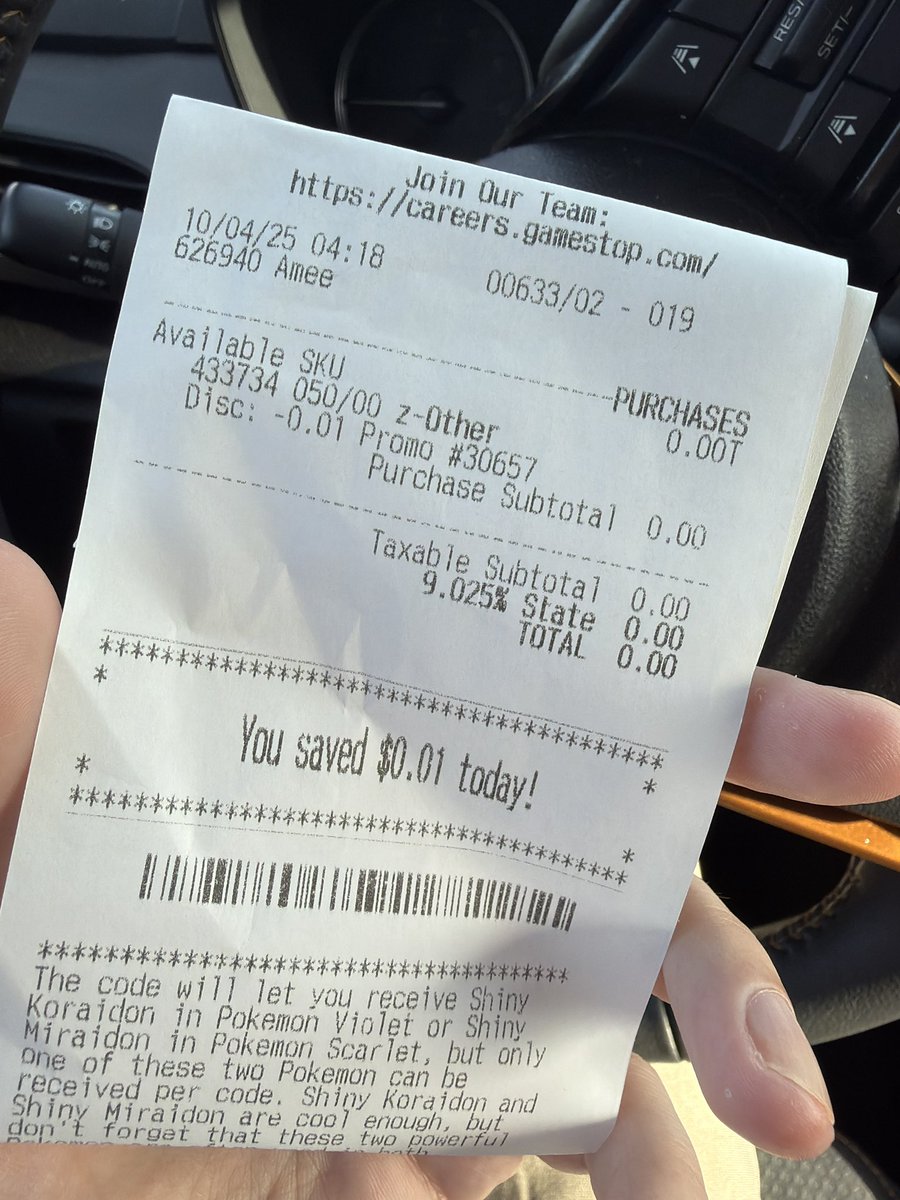 RES/
SET/-
AUTO
OFF
Join Our Team:
https://careers.gamestop.com/
10/04/25 04:18 00633/02 - 019
626940 Amee
Available SKU PURCHASES
433734 050/00 z-Other 0.00T
Disc: -0.01 Promo #30657
Purchase Subtotal 0.00
Taxable Subtotal 0.00
9.025% State 0.00
TOTAL 0.00
************************************
*
*
You saved $0.01 today!
*
*
************************************
************************************
The code will let you receive Shiny
Koraidon in Pokemon Violet or Shiny
Miraidon in Pokemon Scarlet, but only
one of these two Pokemon can be
received per code. Shiny Koraidon and
Shiny Miraidon are cool enough, but
don't forget that these two powerful